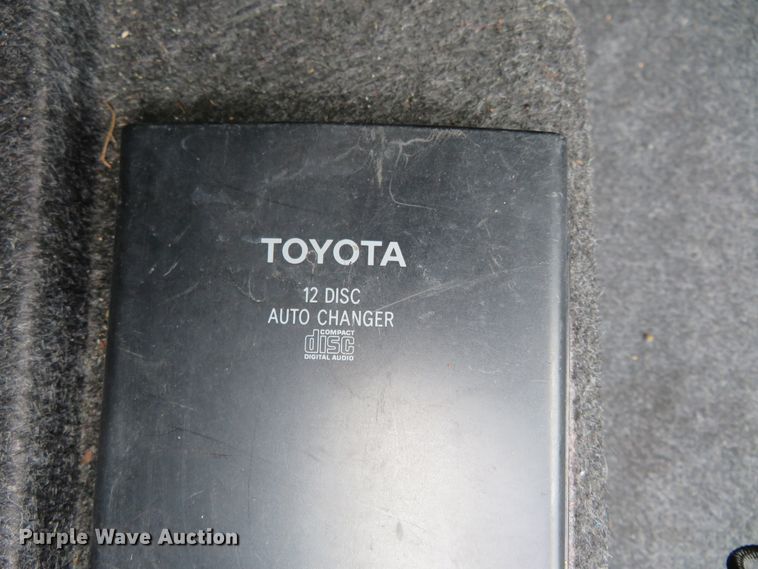 TOYOTA
12 DISC
AUTO CHANGER
COMPACT
disc
DIGITAL AUDIO
Purple Wave Auction